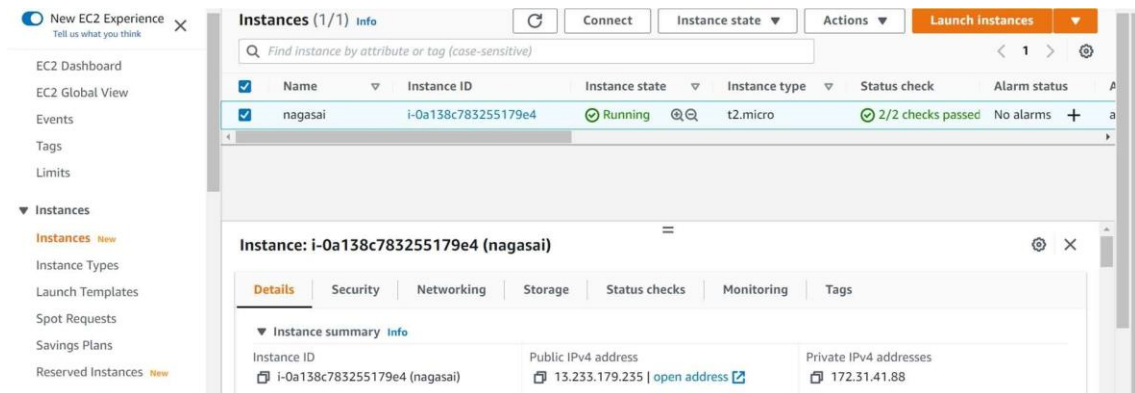 New EC2 Experience
Tell us what you think
EC2 Dashboard
EC2 Global View
Events
Tags
Limits
Instances
Instances New
Instance Types
Launch Templates
Spot Requests
Savings Plans
Reserved Instances New
Instances (1/1) Info
Connect Instance state Actions Launch instances
Find instance by attribute or tag (case-sensitive)
1
Name Instance ID Instance state Instance type Status check Alarm status
nagasai i-0a138c783255179e4 Running t2.micro 2/2 checks passed No alarms +
Instance: i-0a138c783255179e4 (nagasai)
Details Security Networking Storage Status checks Monitoring Tags
Instance summary Info
Instance ID Public IPv4 address Private IPv4 addresses
i-0a138c783255179e4 (nagasai) 13.233.179.235 | open address 172.31.41.88